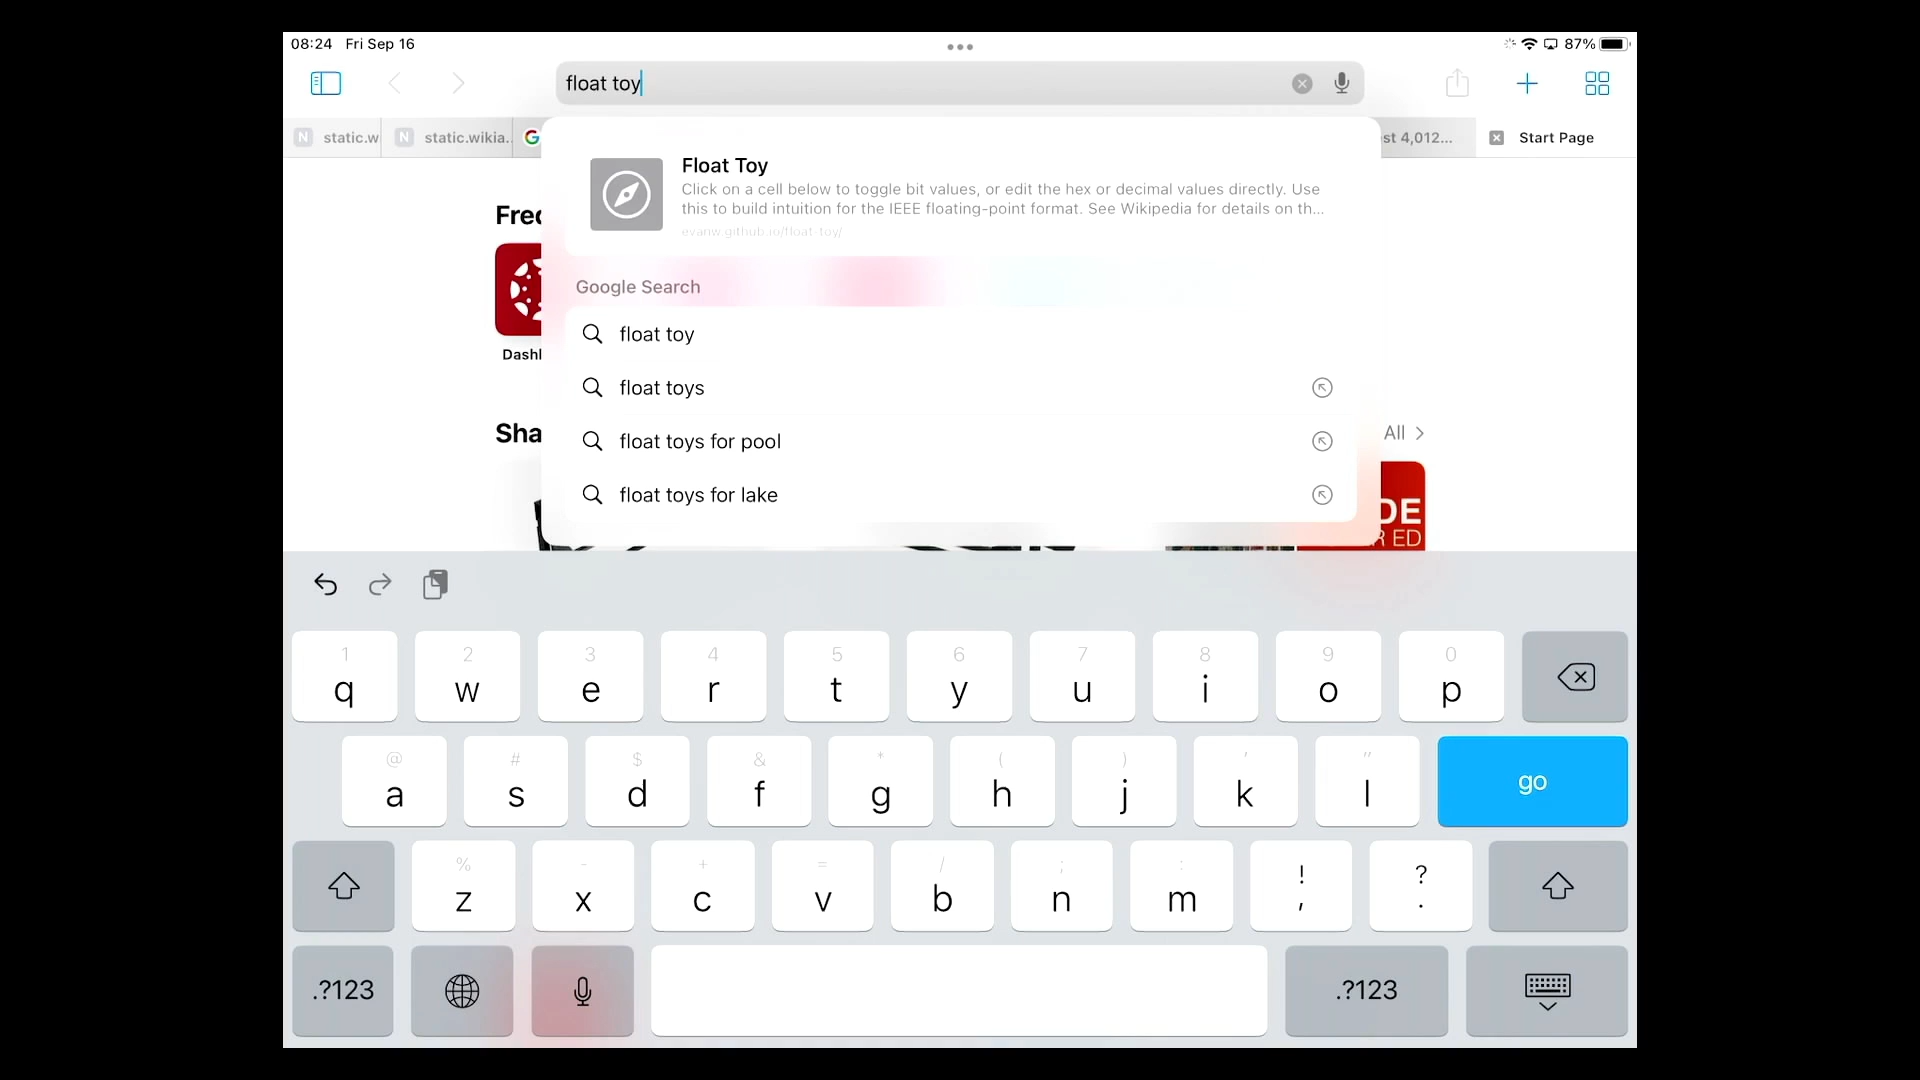 08:24 Fri Sep 16
87%
float toy
static.w
static.wikia.
st 4,012...
Start Page
Float Toy
Click on a cell below to toggle bit values, or edit the hex or decimal values directly. Use
this to build intuition for the IEEE floating-point format. See Wikipedia for details on th...
evanw.github.io/float-toy/
Freq
Google Search
float toy
Dashl
float toys
Sha
float toys for pool
All
float toys for lake
DE
R ED
1 2 3 4 5 6 7 8 9 0
q w e r t y u i o p
@ # $ & * ( ) ' "
a s d f g h j k l
go
% - + = / ; : ! ?
z x c v b n m , .
.?123
.?123